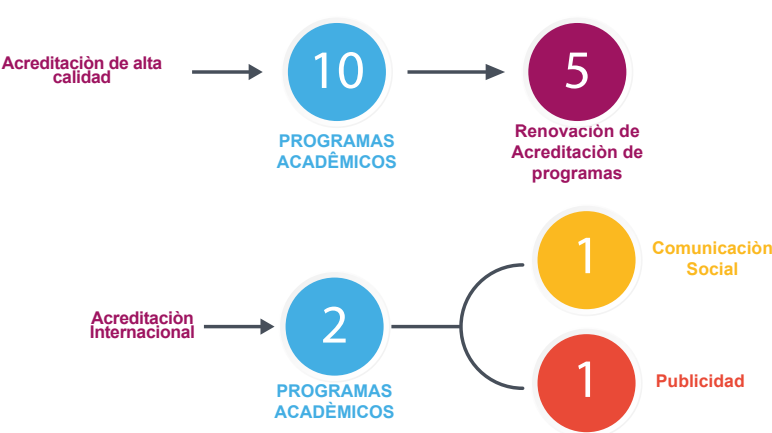 Acreditaciòn de alta
calidad
10
PROGRAMAS
ACADÊMICOS
5
Renovaciòn de
Acreditaciòn de
programas
Acreditaciòn
Internacional
2
PROGRAMAS
ACADÈMICOS
1
Comunicaciòn
Social
1
Publicidad